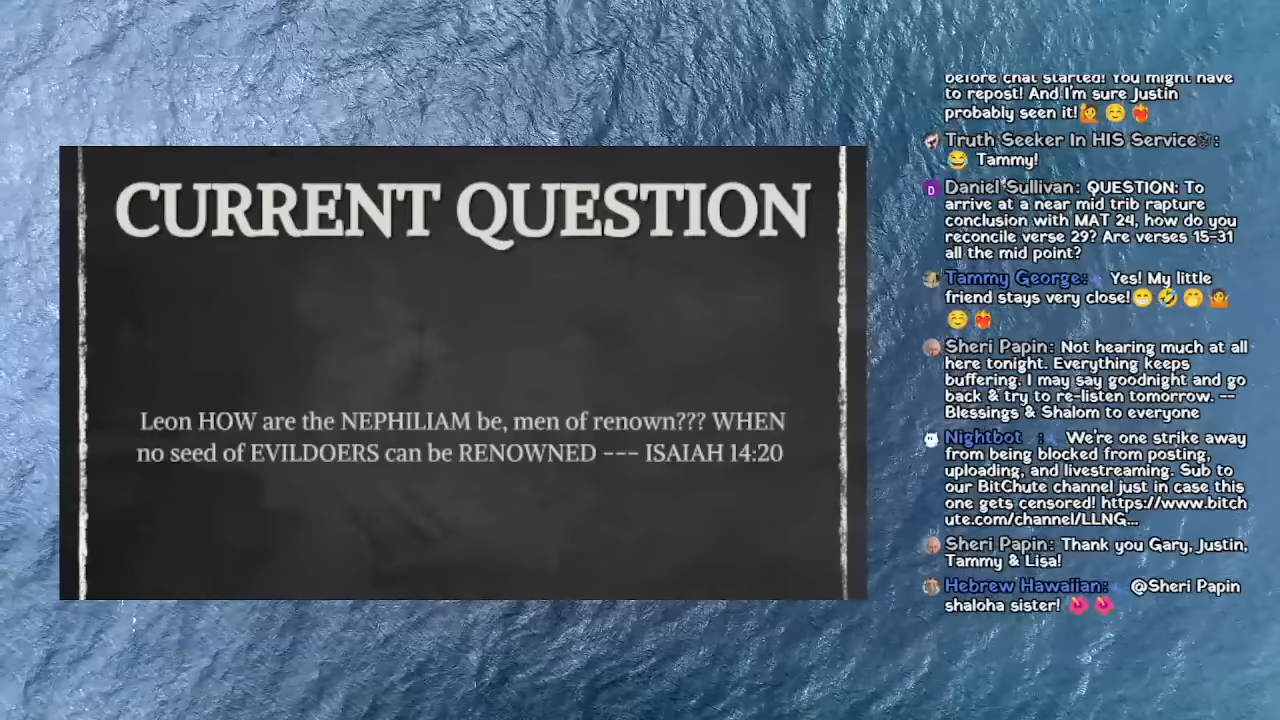 CURRENT QUESTION
Leon HOW are the NEPHILIAM be, men of renown??? WHEN
no seed of EVILDOERS can be RENOWNED --- ISAIAH 14:20
before chat started! You might have
to repost! And I'm sure Justin
probably seen it!🙋☺️❤️‍🔥
Truth Seeker In HIS Service:
😂 Tammy!
D Daniel Sullivan: QUESTION: To
arrive at a near mid trib rapture
conclusion with MAT 24, how do you
reconcile verse 29? Are verses 15-31
all the mid point?
Tammy George: Yes! My little
friend stays very close!😁🤣🤭🤷
☺️❤️‍🔥
Sheri Papin: Not hearing much at all
here tonight. Everything keeps
buffering. I may say goodnight and go
back & try to re-listen tomorrow. --
Blessings & Shalom to everyone
Nightbot : We're one strike away
from being blocked from posting,
uploading, and livestreaming. Sub to
our BitChute channel just in case this
one gets censored! https://www.bitch
ute.com/channel/LLNG...
Sheri Papin: Thank you Gary, Justin,
Tammy & Lisa!
Hebrew Hawaiian: @Sheri Papin
shaloha sister! 🌺🌺